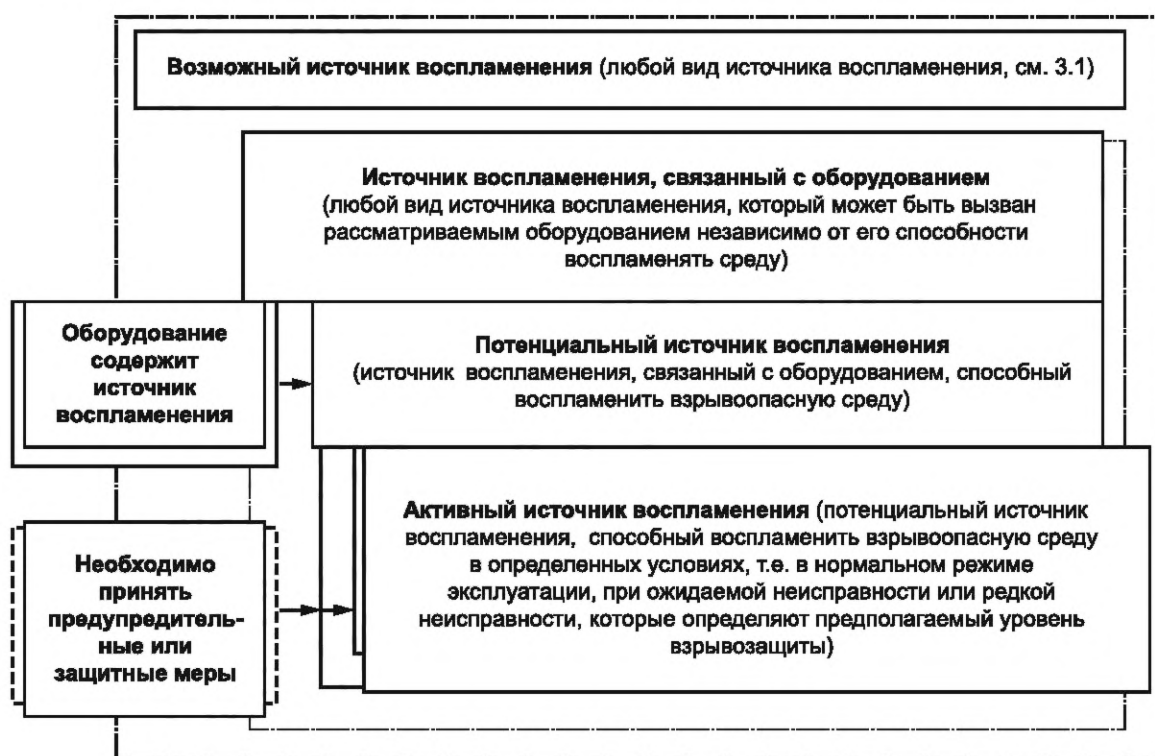 Возможный источник воспламенения (любой вид источника воспламенения, см. 3.1)
Источник воспламенения, связанный с оборудованием
(любой вид источника воспламенения, который может быть вызван
рассматриваемым оборудованием независимо от его способности
воспламенять среду)
Оборудование
содержит
источник
воспламенения
Потенциальный источник воспламенения
(источник воспламенения, связанный с оборудованием, способный
воспламенить взрывоопасную среду)
Необходимо
принять
предупредитель-
ные или
защитные меры
Активный источник воспламенения (потенциальный источник
воспламенения, способный воспламенить взрывоопасную среду
в определенных условиях, т.е. в нормальном режиме
эксплуатации, при ожидаемой неисправности или редкой
неисправности, которые определяют предполагаемый уровень
взрывозащиты)